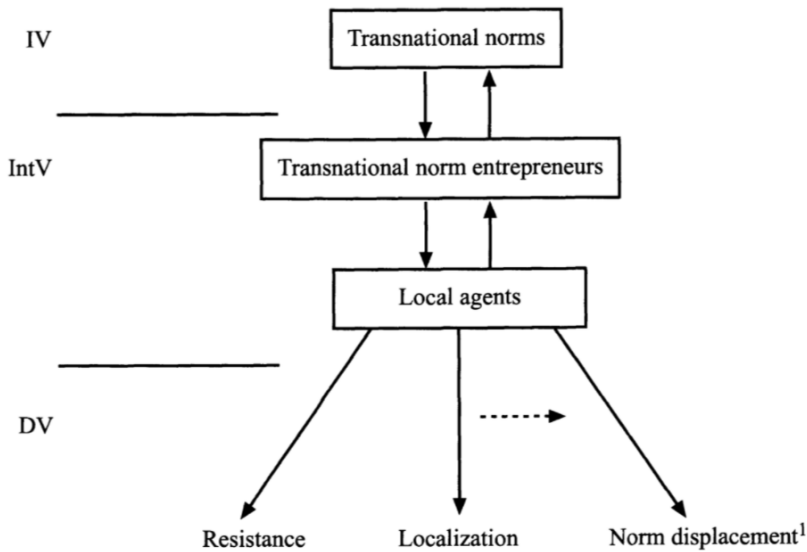 IV
Transnational norms
IntV
Transnational norm entrepreneurs
Local agents
DV
Resistance
Localization
Norm displacement¹